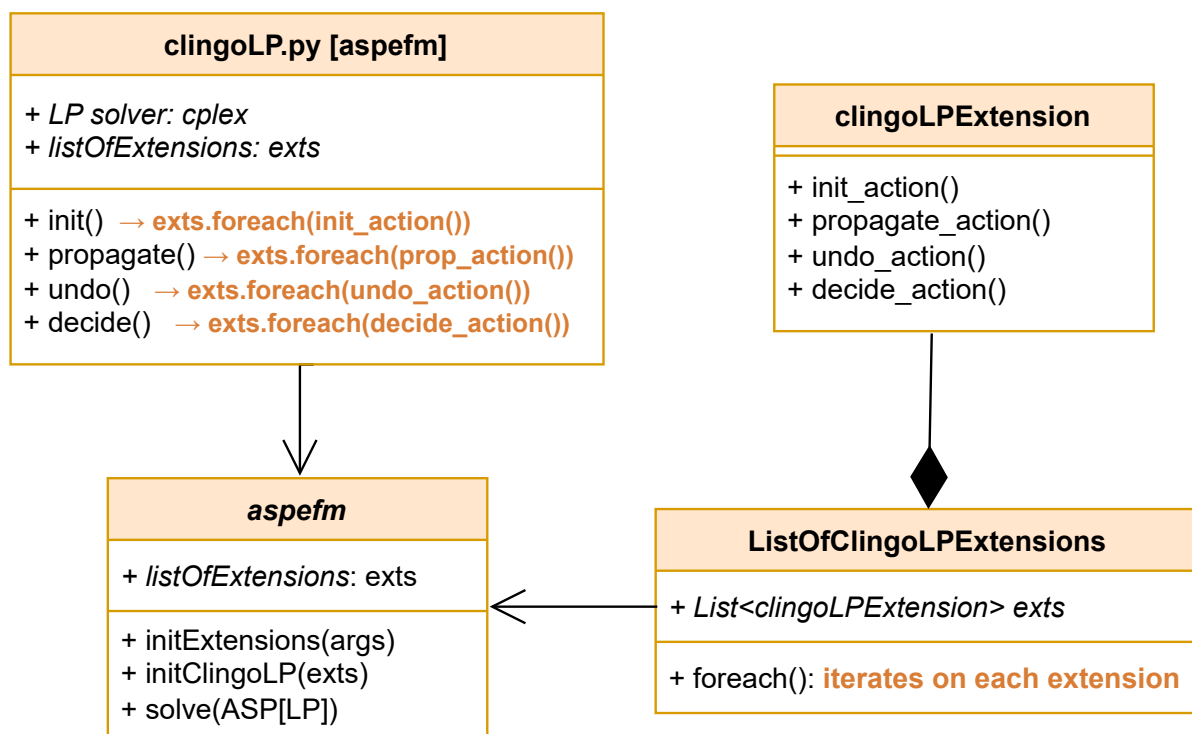 clingoLP.py [aspefm]
+ LP solver: cplex
+ listOfExtensions: exts
+ init() → exts.foreach(init_action())
+ propagate() → exts.foreach(prop_action())
+ undo() → exts.foreach(undo_action())
+ decide() → exts.foreach(decide_action())
clingoLPExtension
+ init_action()
+ propagate_action()
+ undo_action()
+ decide_action()
aspefm
+ listOfExtensions: exts
+ initExtensions(args)
+ initClingoLP(exts)
+ solve(ASP[LP])
ListOfClingoLPExtensions
+ List<clingoLPExtension> exts
+ foreach(): iterates on each extension